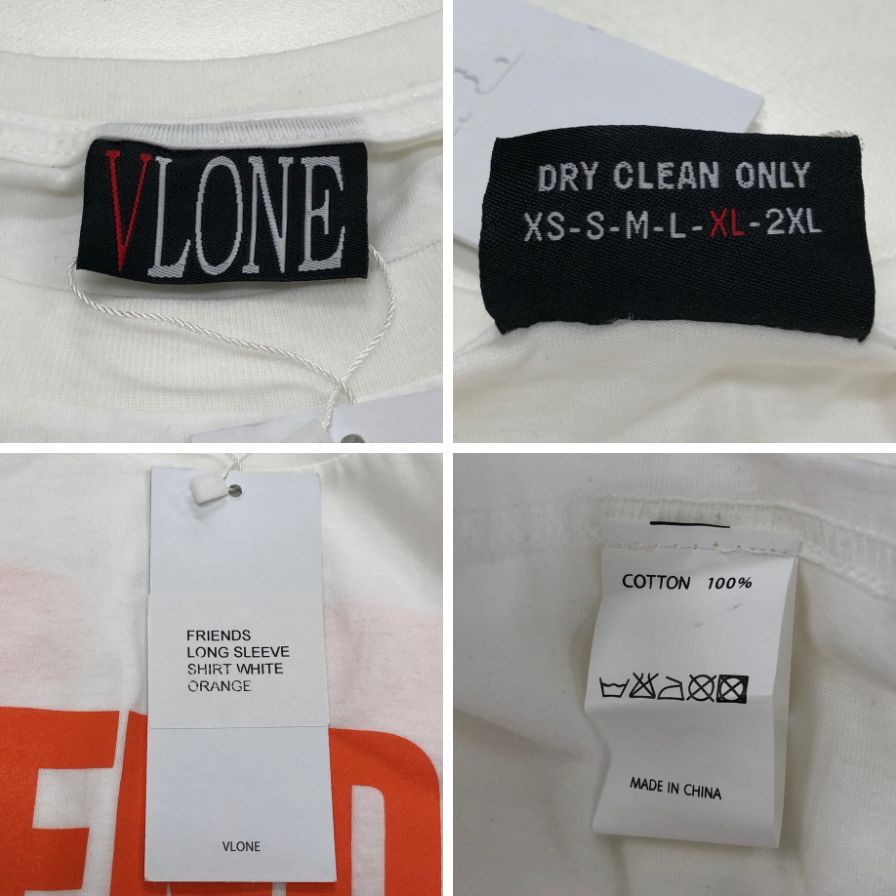 VLONE
DRY CLEAN ONLY
XS-S-M-L-XL-2XL
FRIENDS
LONG SLEEVE
SHIRT WHITE
ORANGE
VLONE
COTTON 100%
MADE IN CHINA